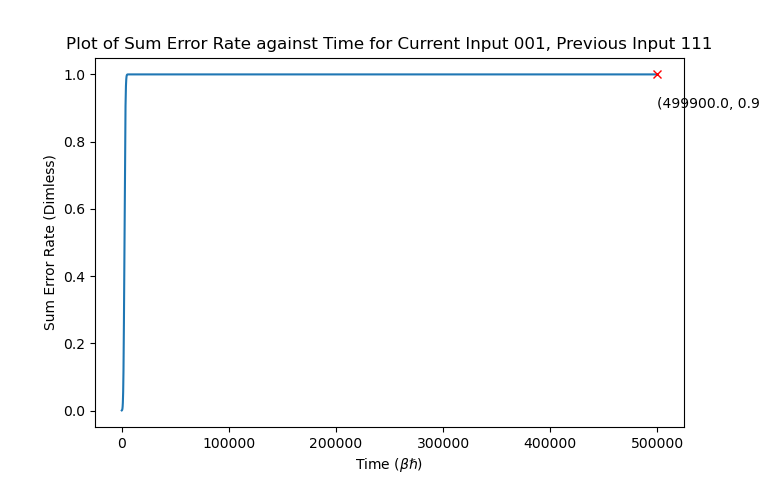 Plot of Sum Error Rate against Time for Current Input 001, Previous Input 111
1.0
(499900.0, 0.9
0.8
0.6
0.4
0.2
0.0
Sum Error Rate (Dimless)
0 100000 200000 300000 400000 500000
Time (βℏ)